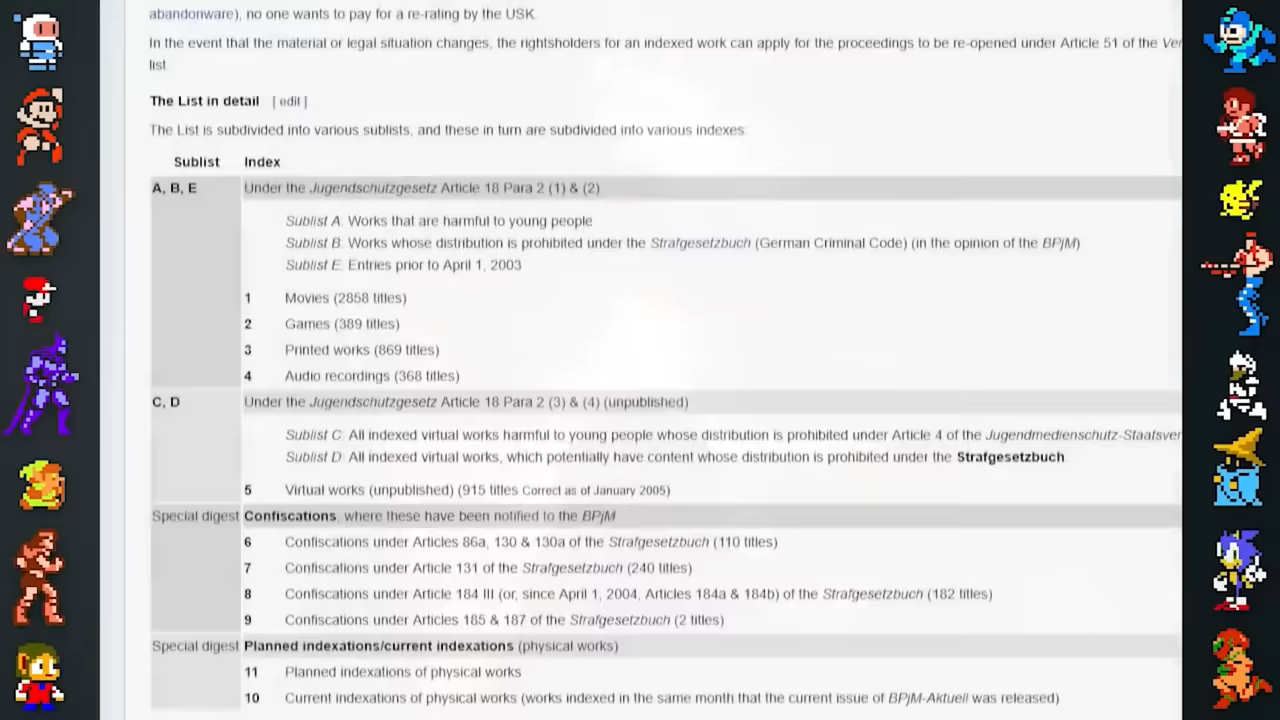 abandonware), no one wants to pay for a re-rating by the USK.
In the event that the material or legal situation changes, the rightsholders for an indexed work can apply for the proceedings to be re-opened under Article 51 of the Ver
list.
The List in detail [ edit ]
The List is subdivided into various sublists, and these in turn are subdivided into various indexes:
Sublist Index
A, B, E Under the Jugendschutzgesetz Article 18 Para 2 (1) & (2)
Sublist A: Works that are harmful to young people
Sublist B: Works whose distribution is prohibited under the Strafgesetzbuch (German Criminal Code) (in the opinion of the BPjM)
Sublist E: Entries prior to April 1, 2003
1 Movies (2858 titles)
2 Games (389 titles)
3 Printed works (869 titles)
4 Audio recordings (368 titles)
C, D Under the Jugendschutzgesetz Article 18 Para 2 (3) & (4) (unpublished)
Sublist C: All indexed virtual works harmful to young people whose distribution is prohibited under Article 4 of the Jugendmedienschutz-Staatsver
Sublist D: All indexed virtual works, which potentially have content whose distribution is prohibited under the Strafgesetzbuch.
5 Virtual works (unpublished) (915 titles Correct as of January 2005)
Special digest Confiscations, where these have been notified to the BPjM
6 Confiscations under Articles 86a, 130 & 130a of the Strafgesetzbuch (110 titles)
7 Confiscations under Article 131 of the Strafgesetzbuch (240 titles)
8 Confiscations under Article 184 III (or, since April 1, 2004, Articles 184a & 184b) of the Strafgesetzbuch (182 titles)
9 Confiscations under Articles 185 & 187 of the Strafgesetzbuch (2 titles)
Special digest Planned indexations/current indexations (physical works)
11 Planned indexations of physical works
10 Current indexations of physical works (works indexed in the same month that the current issue of BPjM-Aktuell was released)